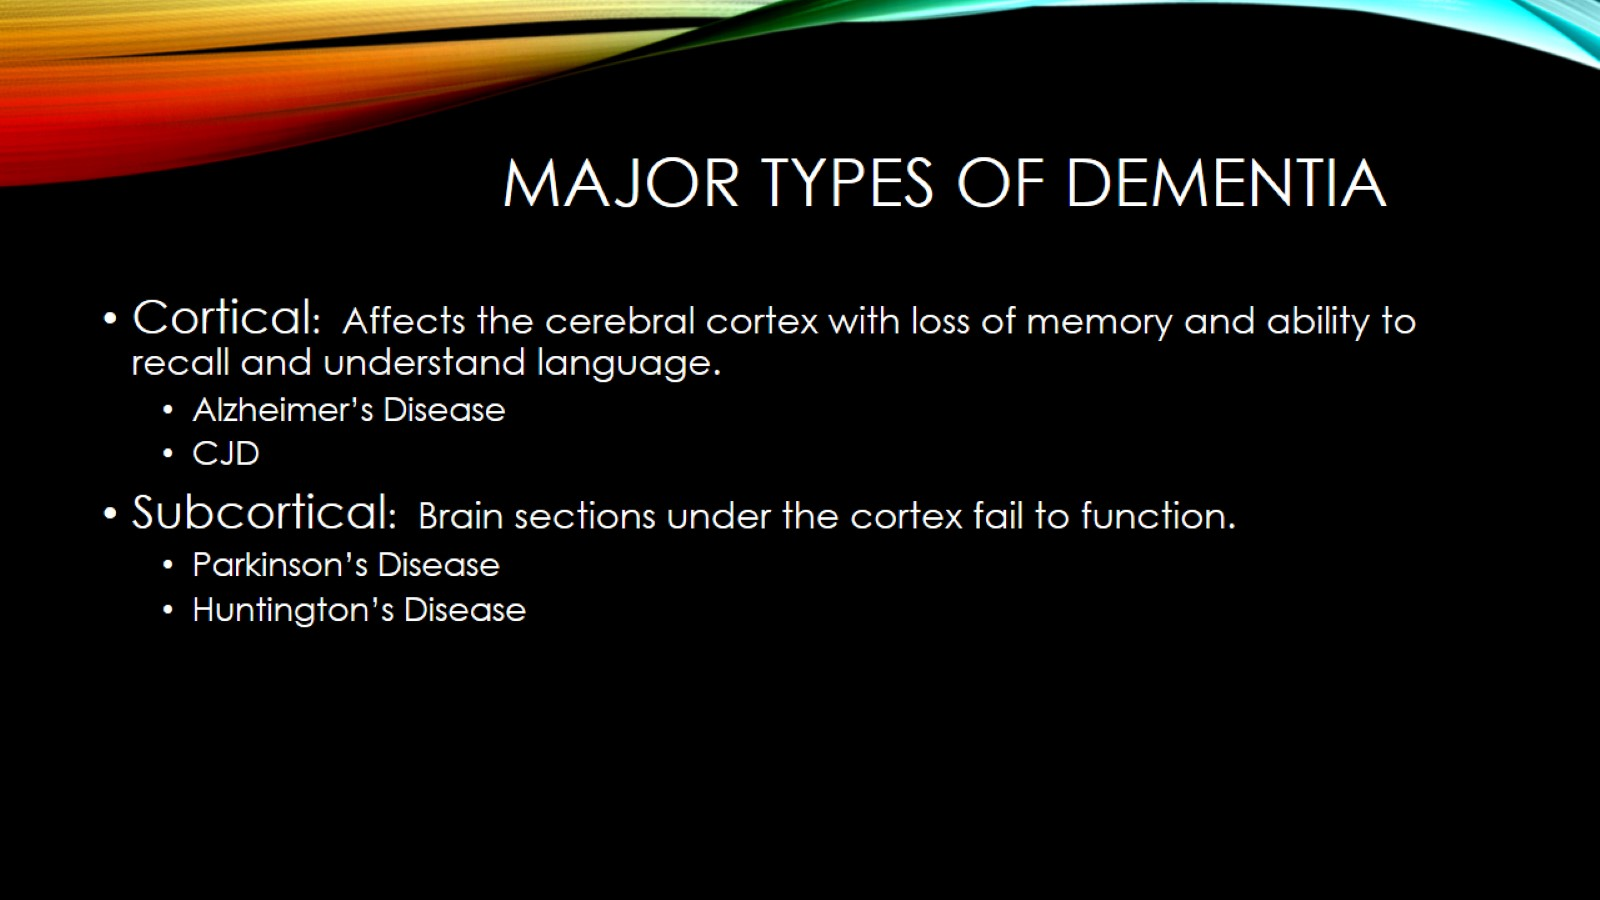 MAJOR TYPES OF DEMENTIA
• Cortical:  Affects the cerebral cortex with loss of memory and ability to
recall and understand language.
• Alzheimer’s Disease
• CJD
• Subcortical:  Brain sections under the cortex fail to function.
• Parkinson’s Disease
• Huntington’s Disease